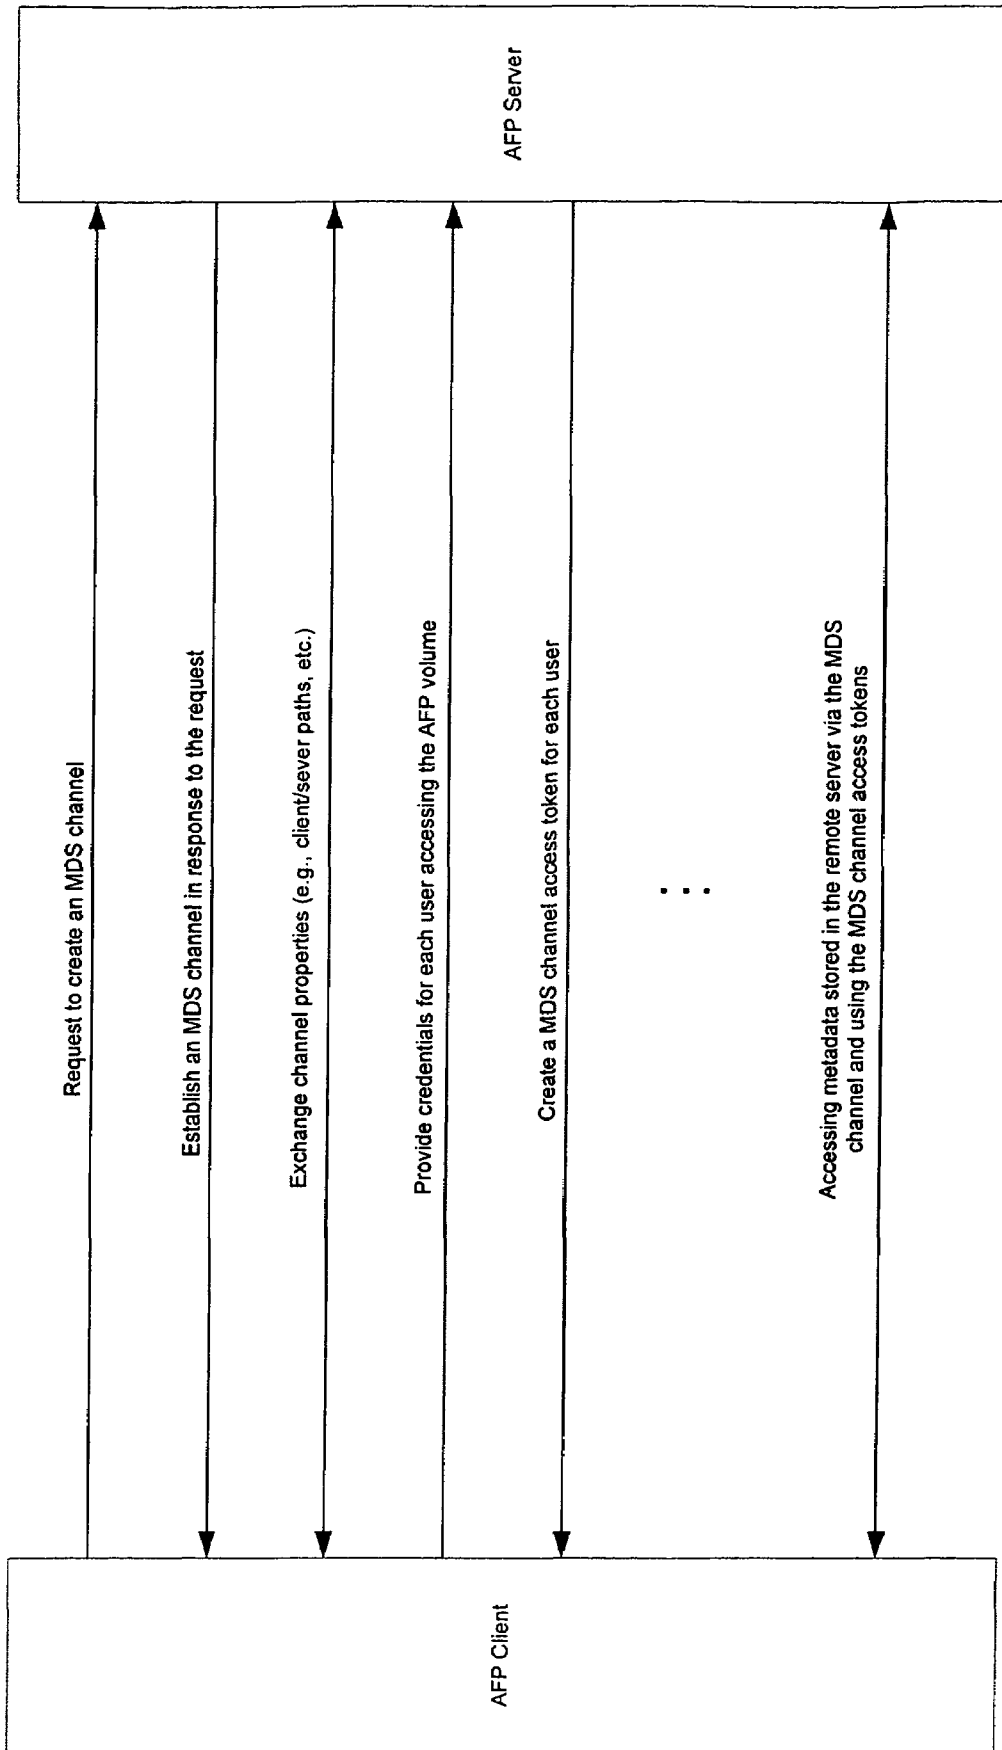 AFP Client
AFP Server
Request to create an MDS channel
Establish an MDS channel in response to the request
Exchange channel properties (e.g., client/sever paths, etc.)
Provide credentials for each user accessing the AFP volume
Create a MDS channel access token for each user
. . .
Accessing metadata stored in the remote server via the MDS
channel and using the MDS channel access tokens